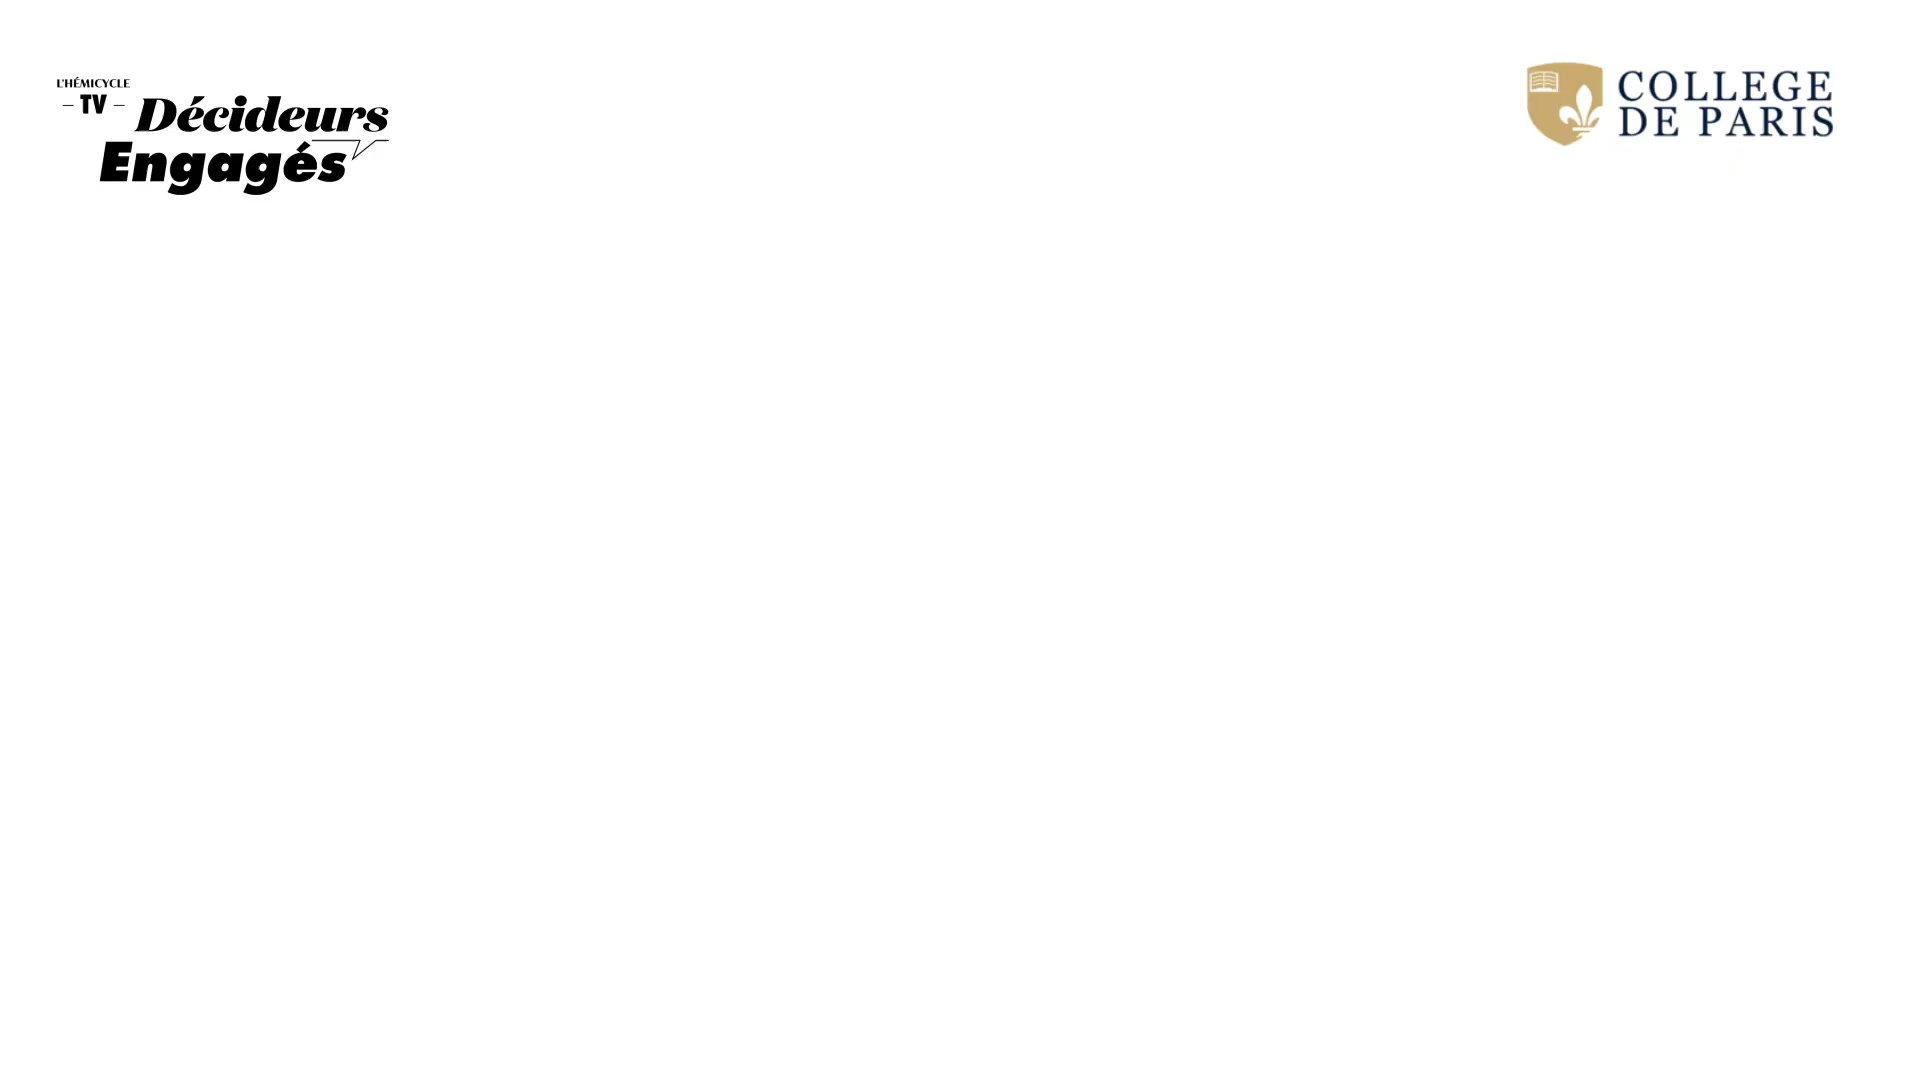 L'HÉMICYCLE
– TV –
Décideurs
Engagés
COLLEGE
DE PARIS